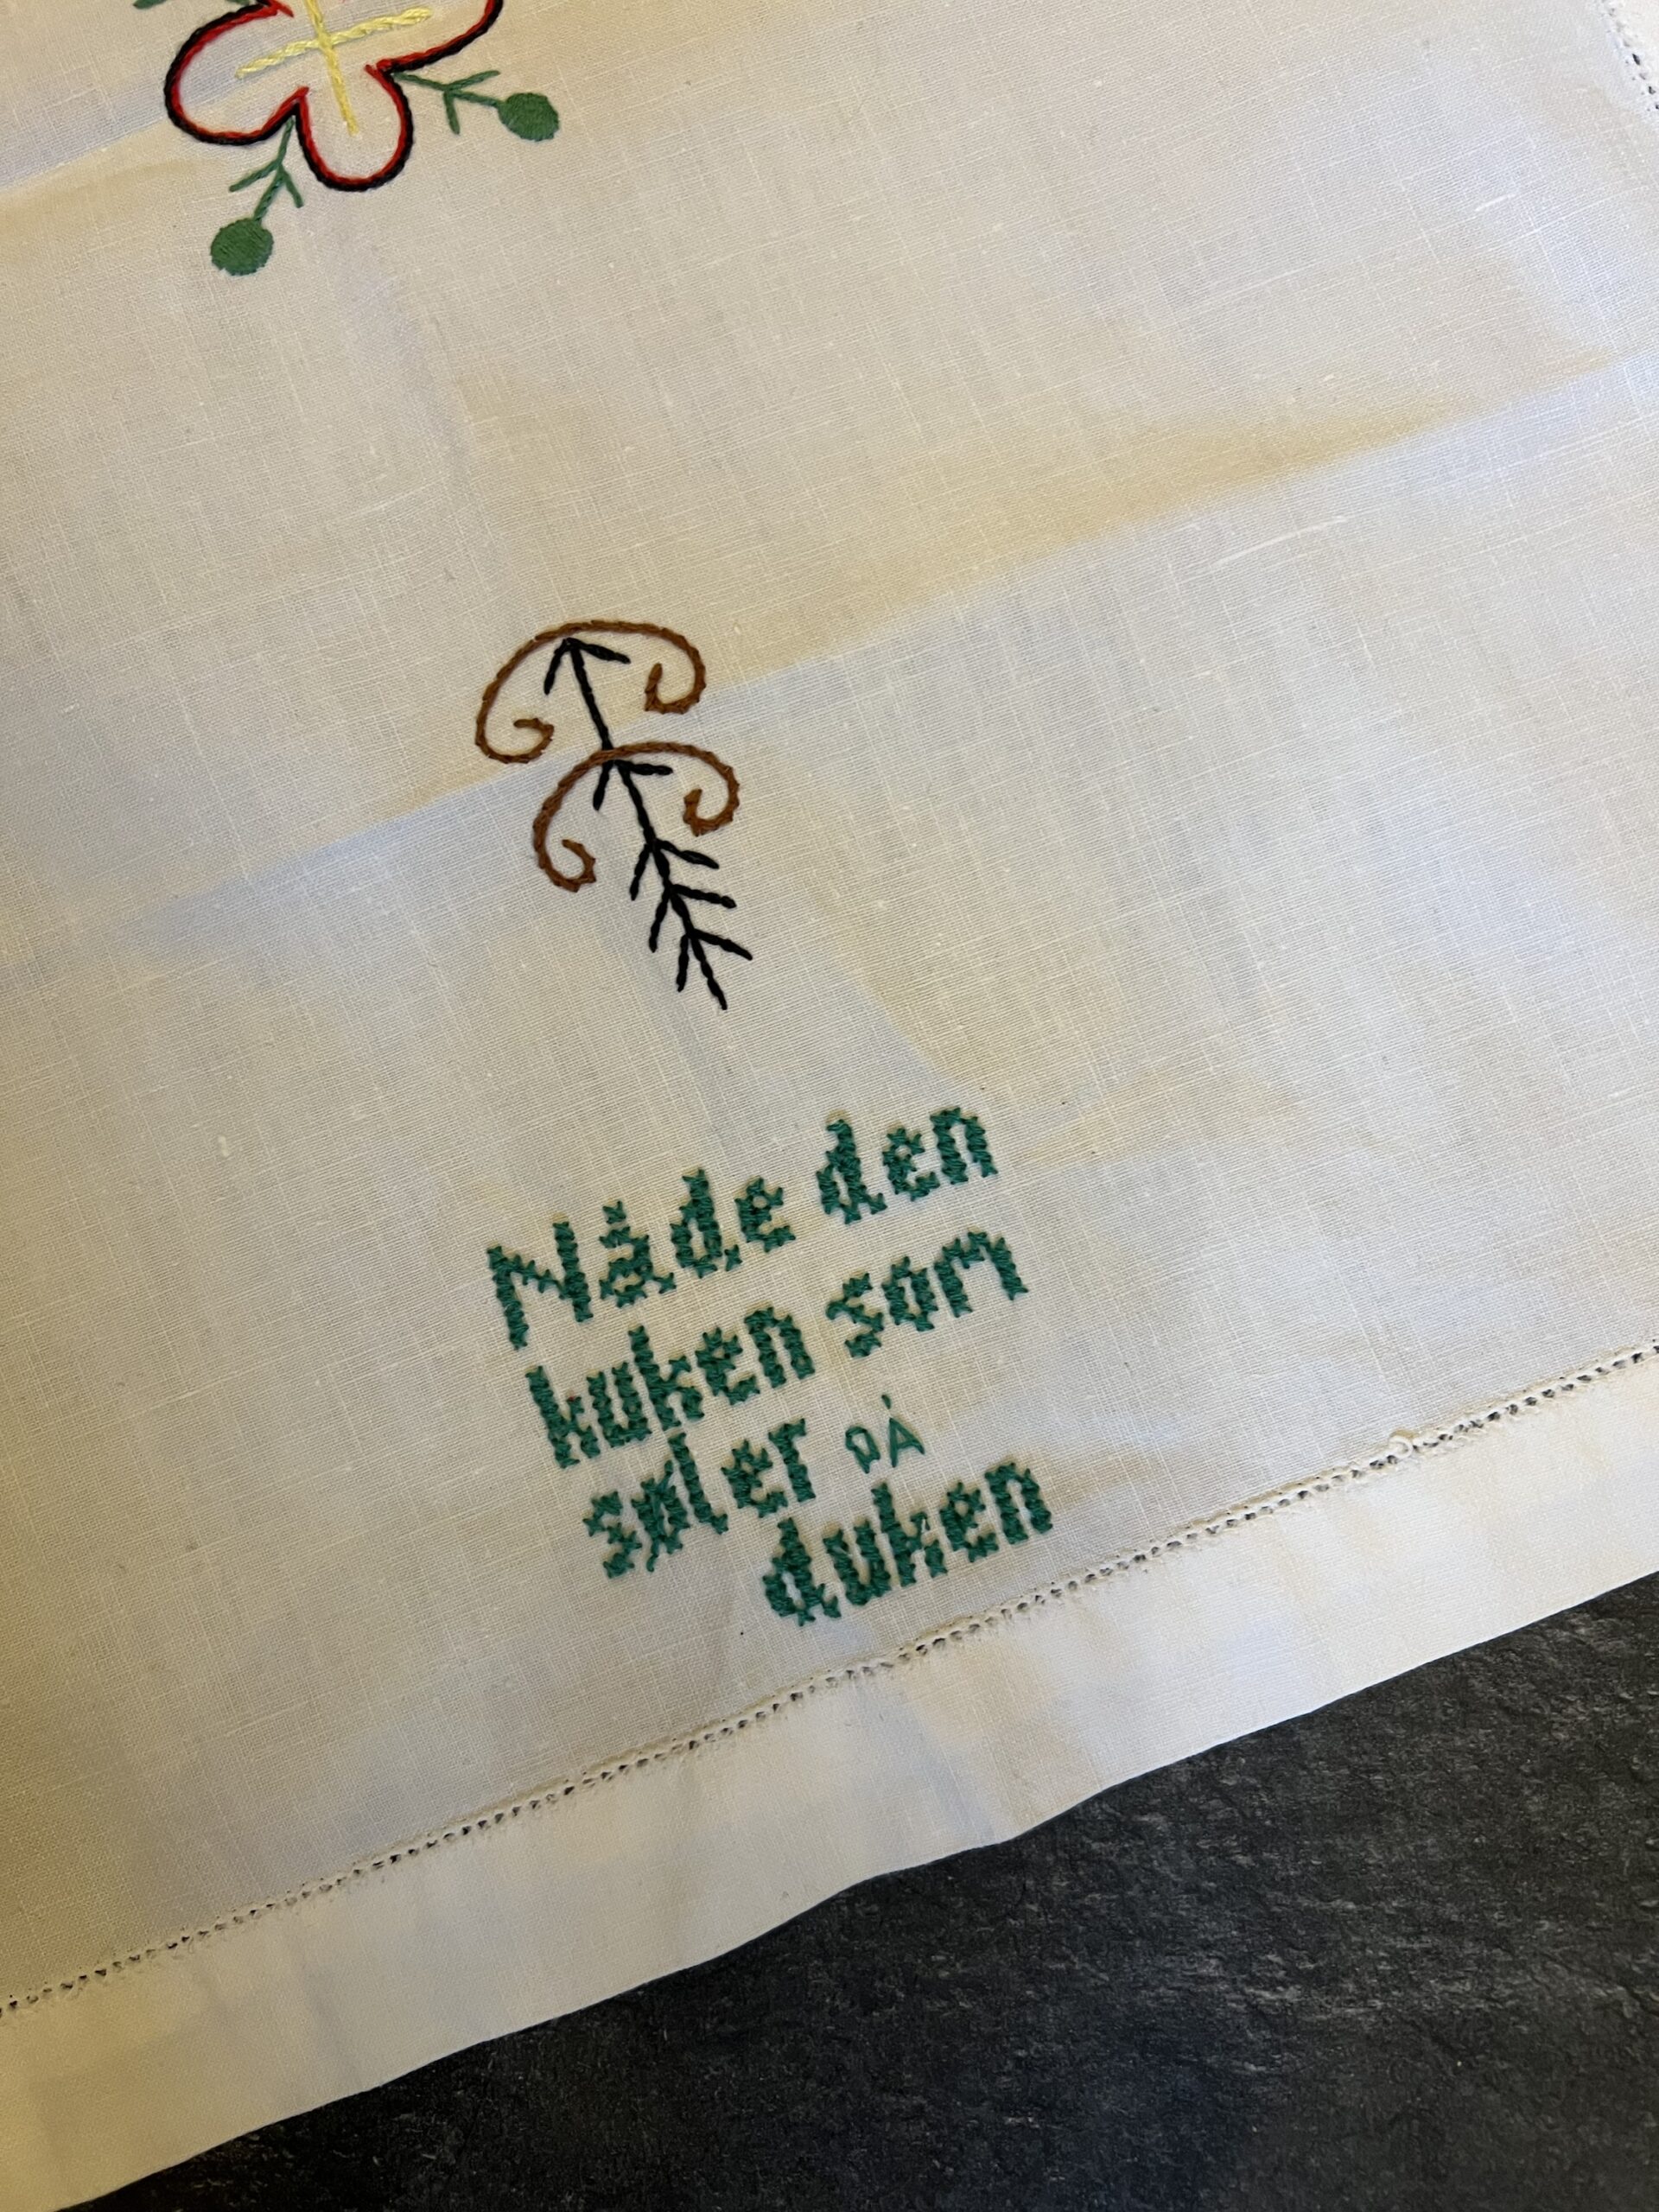 Nåde den
kuken som
søler PÅ
duken